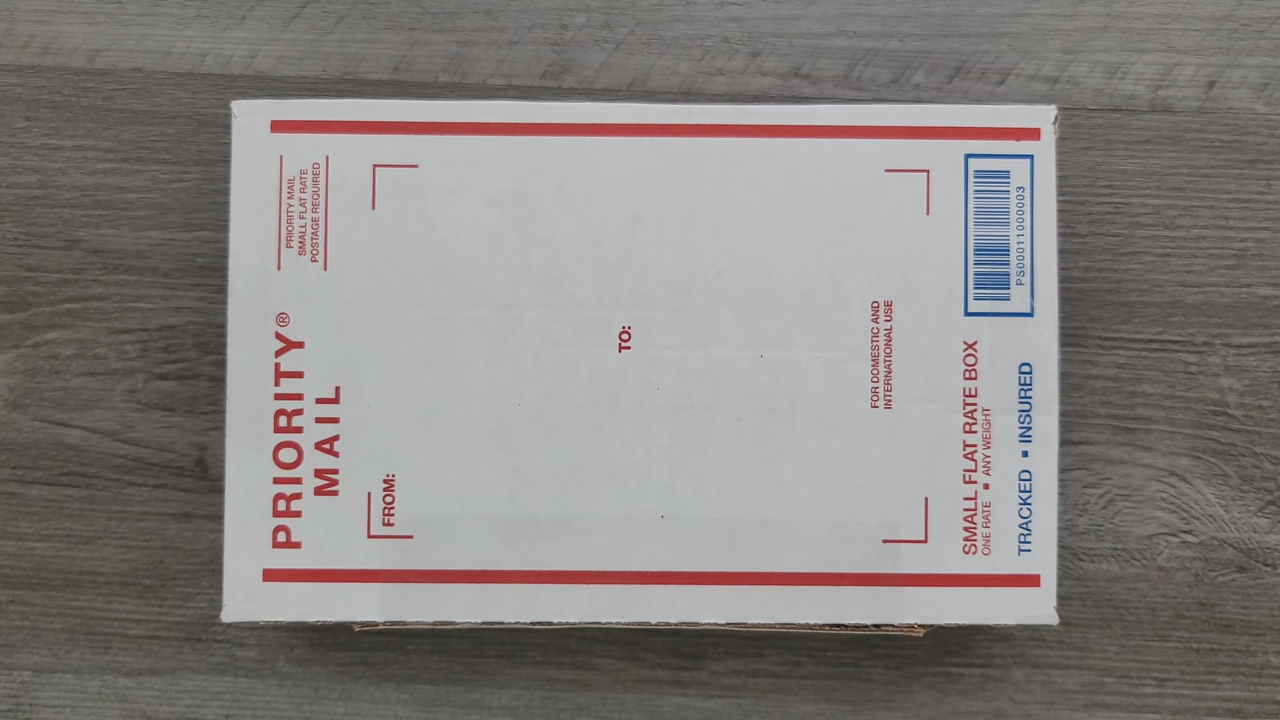 PRIORITY®
MAIL
PRIORITY MAIL
SMALL FLAT RATE
POSTAGE REQUIRED
FROM:
TO:
FOR DOMESTIC AND
INTERNATIONAL USE
SMALL FLAT RATE BOX
ONE RATE ▪ ANY WEIGHT
TRACKED ▪ INSURED
PS00011000003